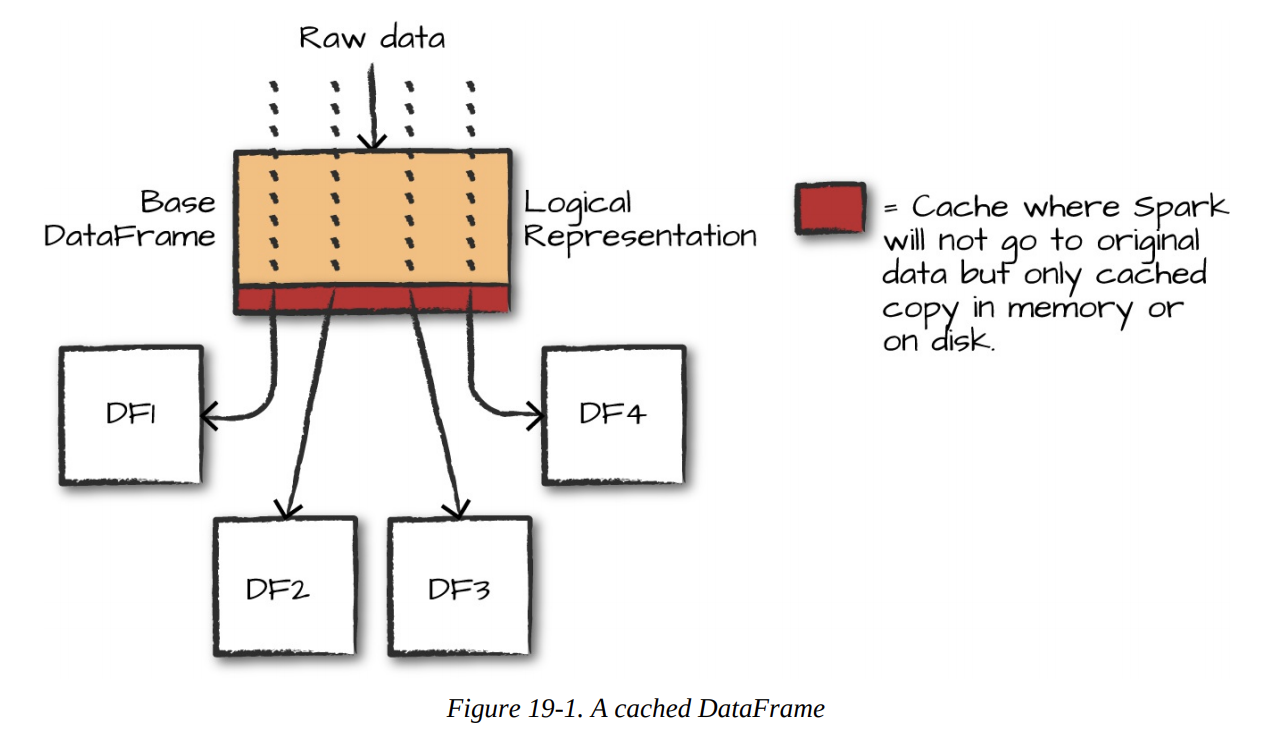 Raw data
Base
DataFrame
Logical
Representation
= Cache where Spark
will not go to original
data but only cached
copy in memory or
on disk.
DF1
DF4
DF2
DF3
Figure 19-1. A cached DataFrame